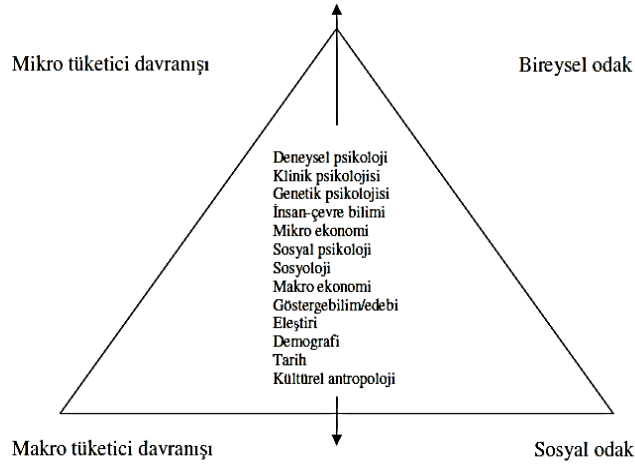 Mikro tüketici davranışı
Bireysel odak
Deneysel psikoloji
Klinik psikolojisi
Genetik psikolojisi
İnsan-çevre bilimi
Mikro ekonomi
Sosyal psikoloji
Sosyoloji
Makro ekonomi
Göstergebilim/edebi
Eleştiri
Demografi
Tarih
Kültürel antropoloji
Makro tüketici davranışı
Sosyal odak